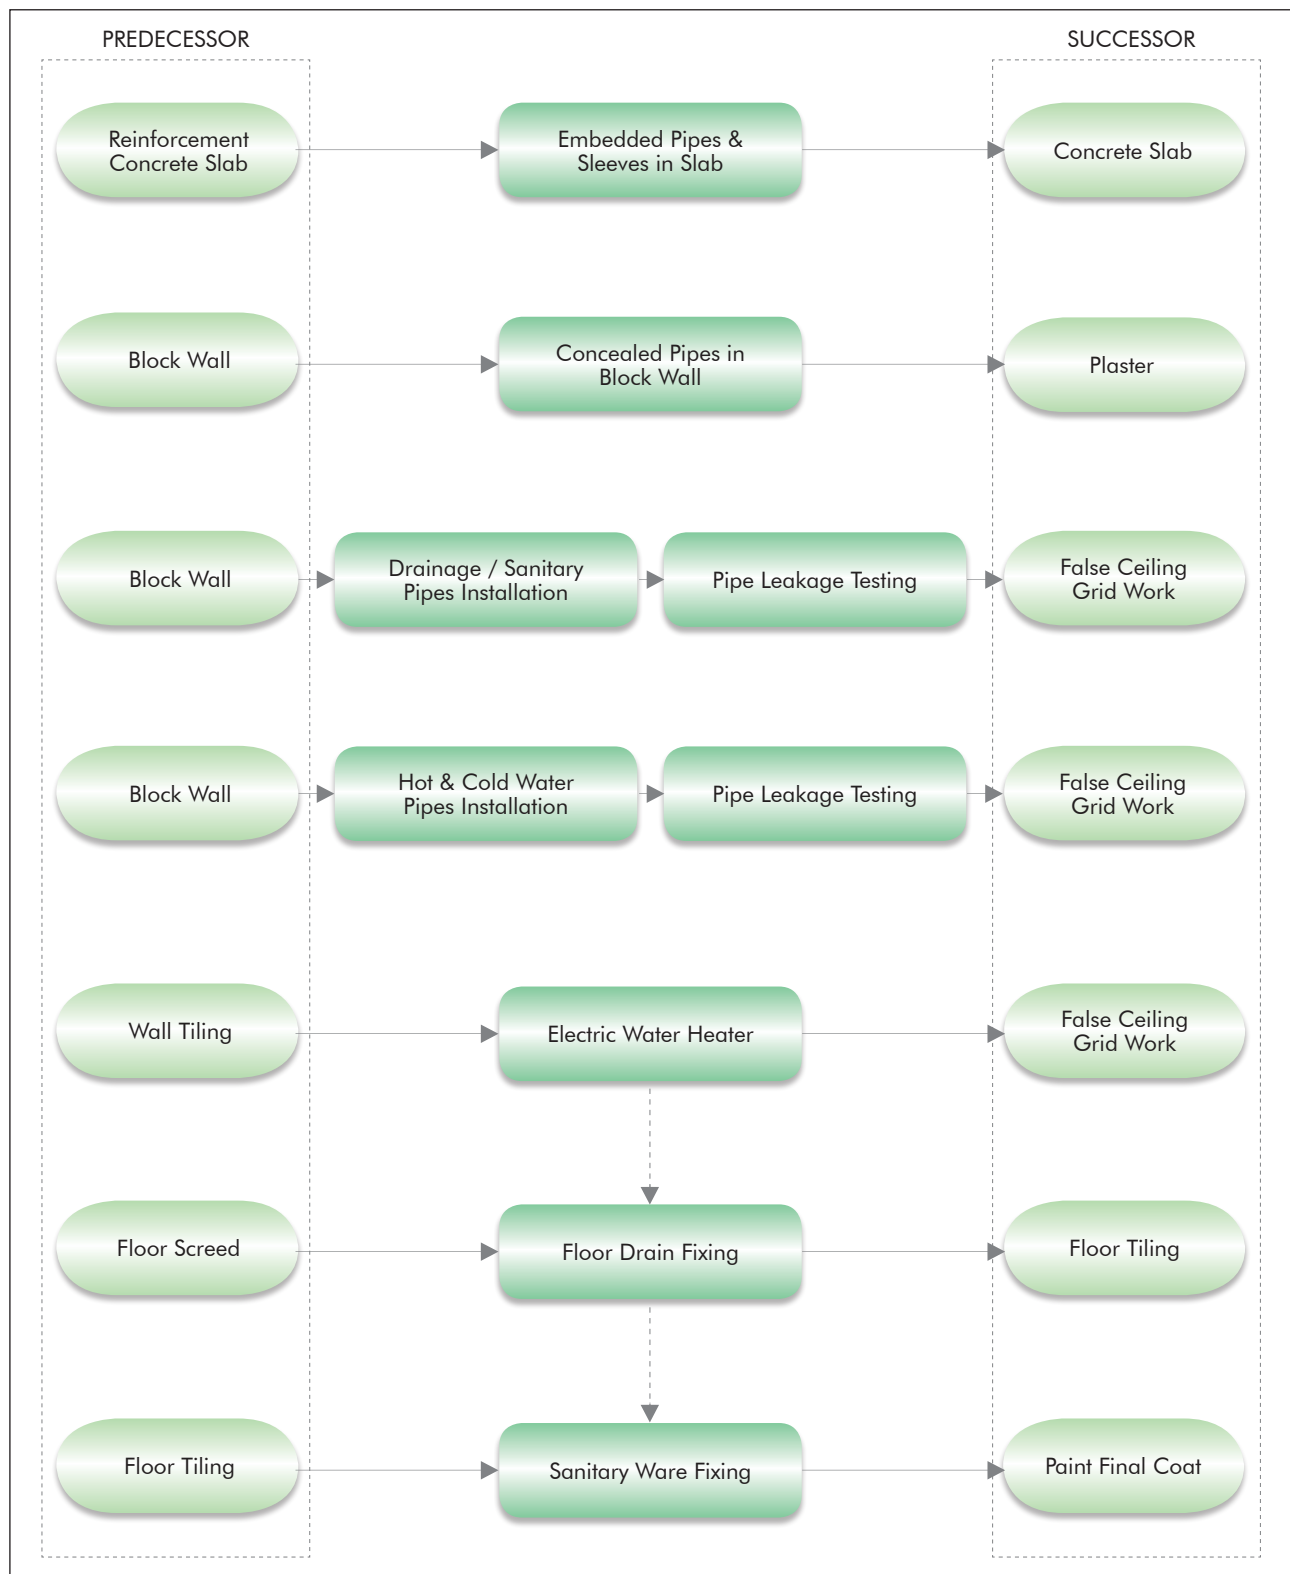 PREDECESSOR
SUCCESSOR
Reinforcement
Concrete Slab
Embedded Pipes &
Sleeves in Slab
Concrete Slab
Block Wall
Concealed Pipes in
Block Wall
Plaster
Block Wall
Drainage / Sanitary
Pipes Installation
Pipe Leakage Testing
False Ceiling
Grid Work
Block Wall
Hot & Cold Water
Pipes Installation
Pipe Leakage Testing
False Ceiling
Grid Work
Wall Tiling
Electric Water Heater
False Ceiling
Grid Work
Floor Screed
Floor Drain Fixing
Floor Tiling
Floor Tiling
Sanitary Ware Fixing
Paint Final Coat